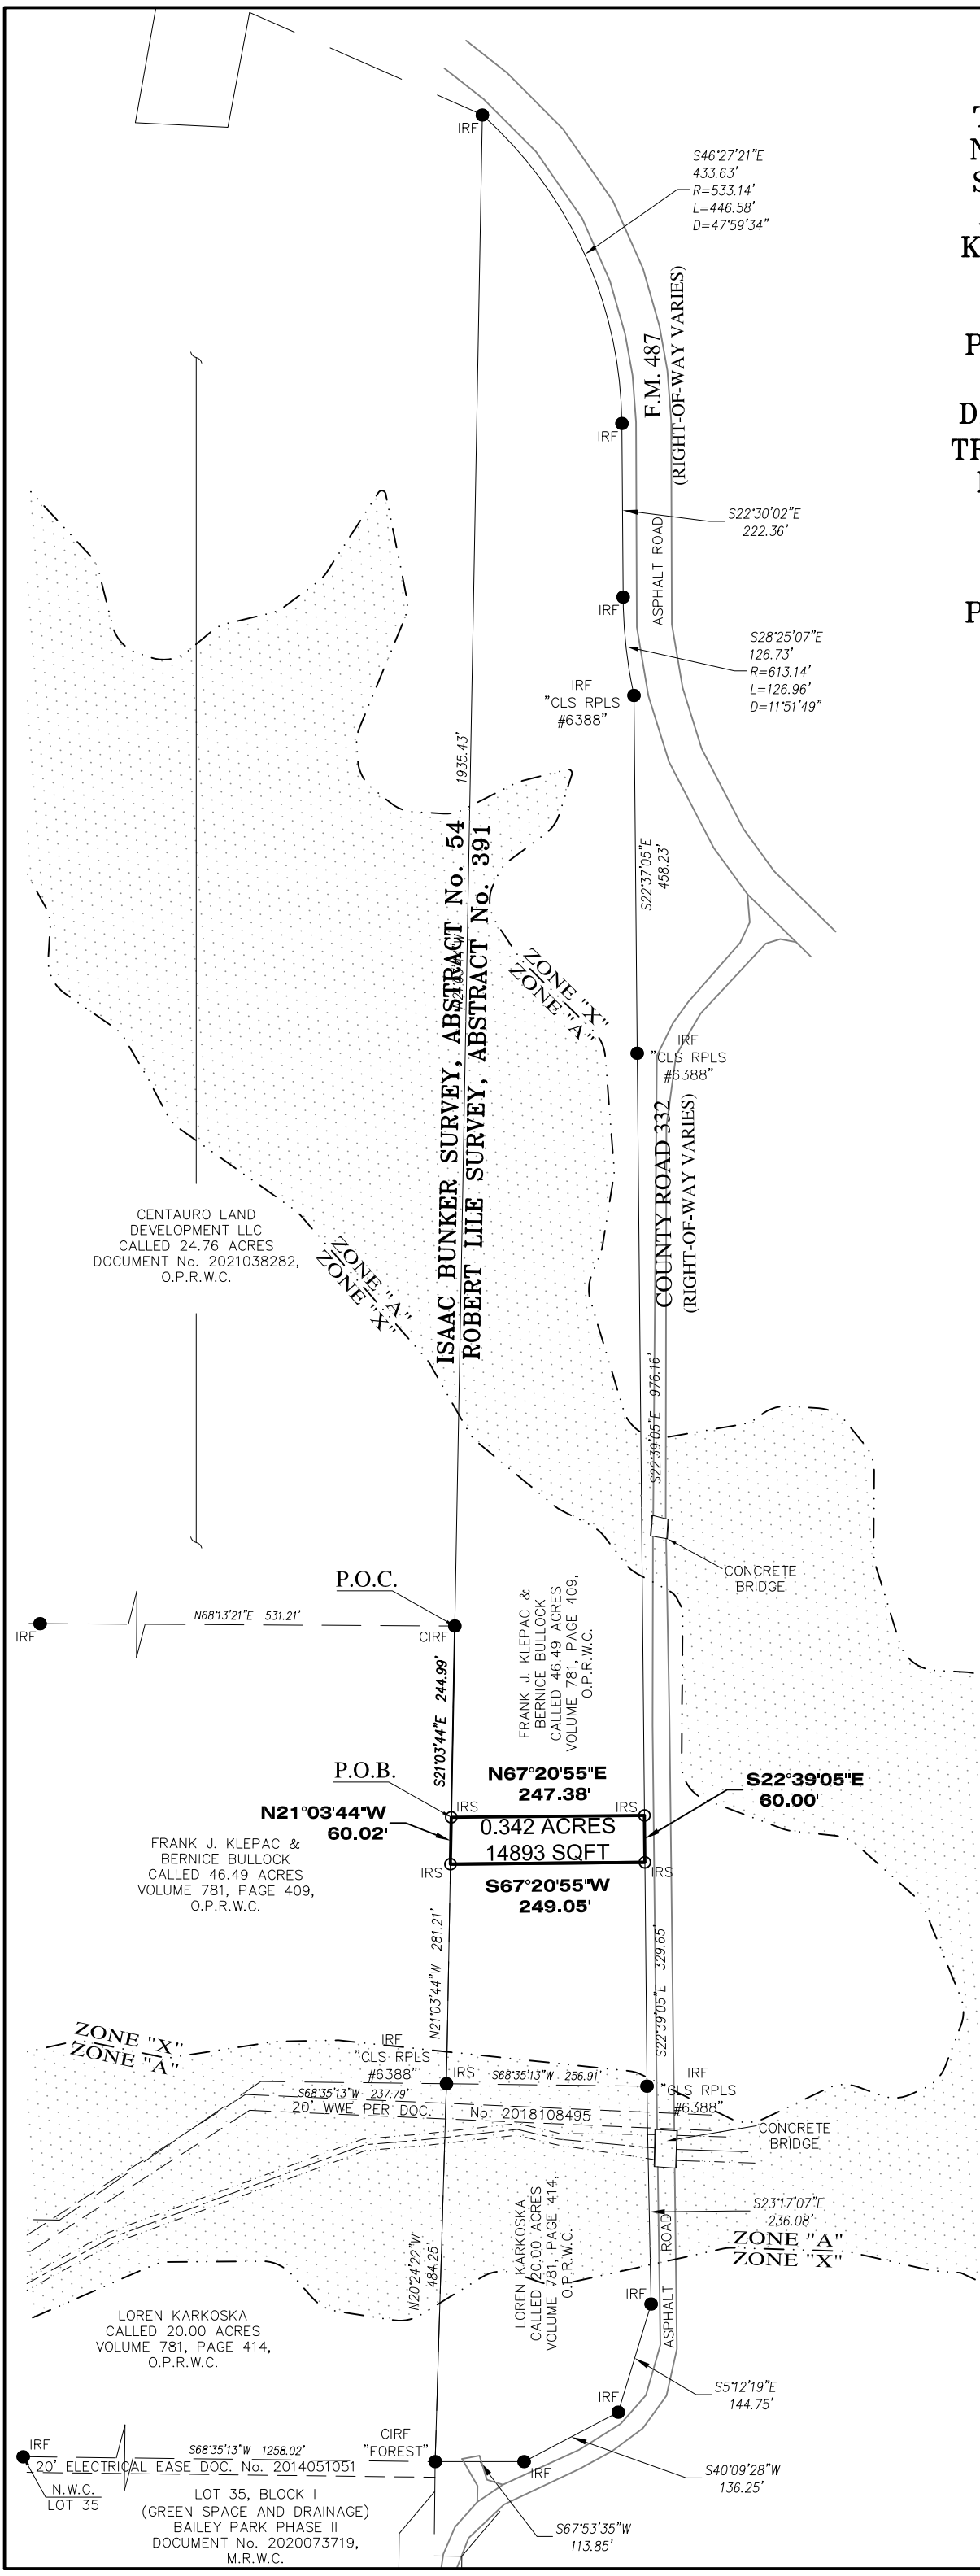 IRF
S46°27'21"E
433.63'
R=533.14'
L=446.58'
D=47°59'34"
T
N
S
K
P
D
TF
P
F.M. 487
(RIGHT-OF-WAY VARIES)
IRF
S22°30'02"E
222.36'
ASPHALT ROAD
IRF
S28°25'07"E
126.73'
R=613.14'
L=126.96'
D=11°51'49"
IRF
"CLS RPLS
#6388"
1935.43'
ISAAC BUNKER SURVEY, ABSTRACT No. 54
ROBERT LILE SURVEY, ABSTRACT No. 391
S22°37'05"E
458.23'
ZONE "X"
ZONE "A"
IRF
"CLS RPLS
#6388"
COUNTY ROAD 332
(RIGHT-OF-WAY VARIES)
CENTAURO LAND
DEVELOPMENT LLC
CALLED 24.76 ACRES
DOCUMENT No. 2021038282,
O.P.R.W.C.
ZONE "A"
ZONE "X"
S22°39'05"E 976.16'
CONCRETE
BRIDGE
P.O.C.
N68°13'21"E 531.21'
IRF
CIRF
FRANK J. KLEPAC &
BERNICE BULLOCK
CALLED 46.49 ACRES
VOLUME 781, PAGE 409,
O.P.R.W.C.
S21°03'44"E 244.99'
P.O.B.
IRS
N67°20'55"E
247.38'
IRS
S22°39'05"E
60.00'
N21°03'44"W
60.02'
0.342 ACRES
14893 SQFT
IRS
IRS
S67°20'55"W
249.05'
FRANK J. KLEPAC &
BERNICE BULLOCK
CALLED 46.49 ACRES
VOLUME 781, PAGE 409,
O.P.R.W.C.
N21°03'44"W 281.21'
S22°39'05"E 329.65'
ZONE "X"
ZONE "A"
IRF
"CLS RPLS
#6388"
IRS
S68°35'13"W 256.91'
IRF
"CLS RPLS
#6388"
S68°35'13"W 237.79'
20' WWE PER DOC. No. 2018108495
CONCRETE
BRIDGE
N20°24'22"W
484.25'
LOREN KARKOSKA
CALLED 20.00 ACRES
VOLUME 781, PAGE 414,
O.P.R.W.C.
S23°17'07"E
236.08'
ZONE "A"
ZONE "X"
ASPHALT ROAD
IRF
LOREN KARKOSKA
CALLED 20.00 ACRES
VOLUME 781, PAGE 414,
O.P.R.W.C.
S5°12'19"E
144.75'
IRF
IRF
S68°35'13"W 1258.02'
CIRF
"FOREST"
20' ELECTRICAL EASE DOC. No. 2014051051
IRF
S40°09'28"W
136.25'
N.W.C.
LOT 35
LOT 35, BLOCK I
(GREEN SPACE AND DRAINAGE)
BAILEY PARK PHASE II
DOCUMENT No. 2020073719,
M.R.W.C.
S67°53'35"W
113.85'